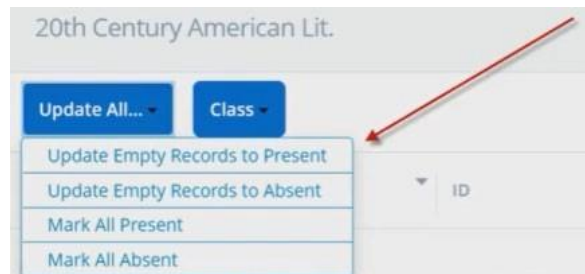 20th Century American Lit.
Update All...
Class
Update Empty Records to Present
Update Empty Records to Absent
ID
Mark All Present
Mark All Absent